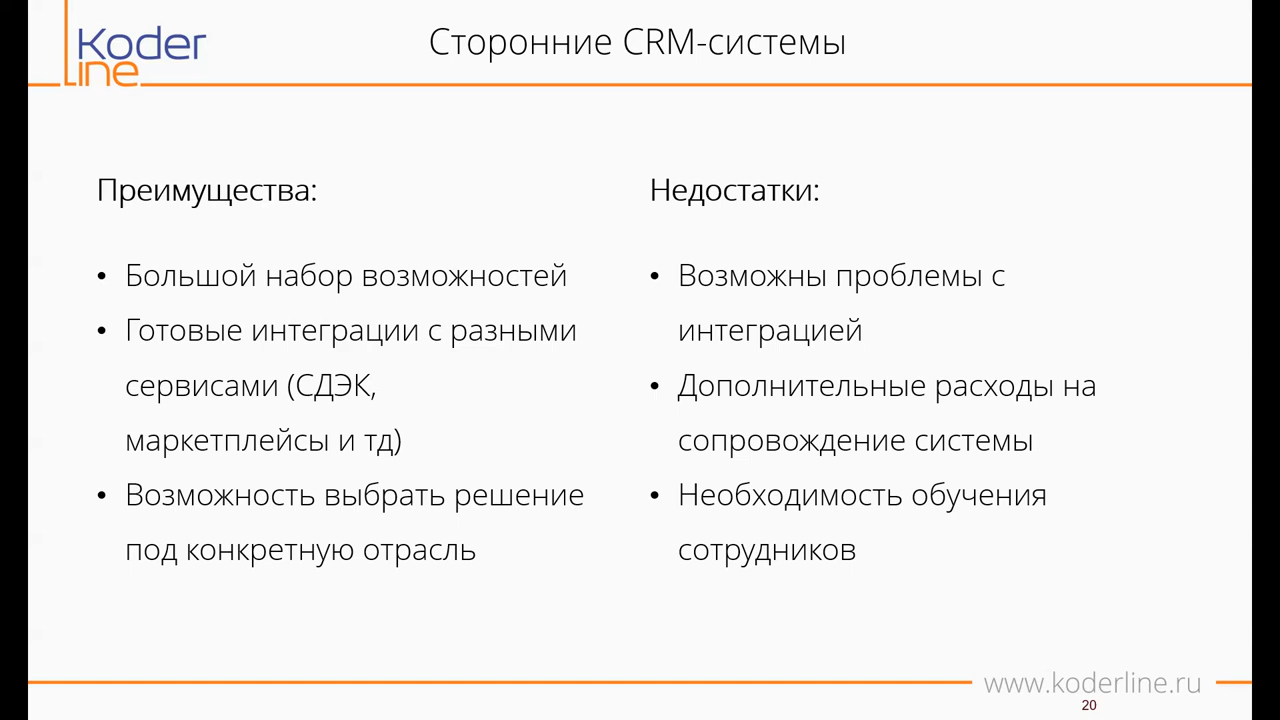 Koder
line
Сторонние CRM-системы
Преимущества:
• Большой набор возможностей
• Готовые интеграции с разными
сервисами (СДЭК,
маркетплейсы и тд)
• Возможность выбрать решение
под конкретную отрасль
Недостатки:
• Возможны проблемы с
интеграцией
• Дополнительные расходы на
сопровождение системы
• Необходимость обучения
сотрудников
www.koderline.ru
20